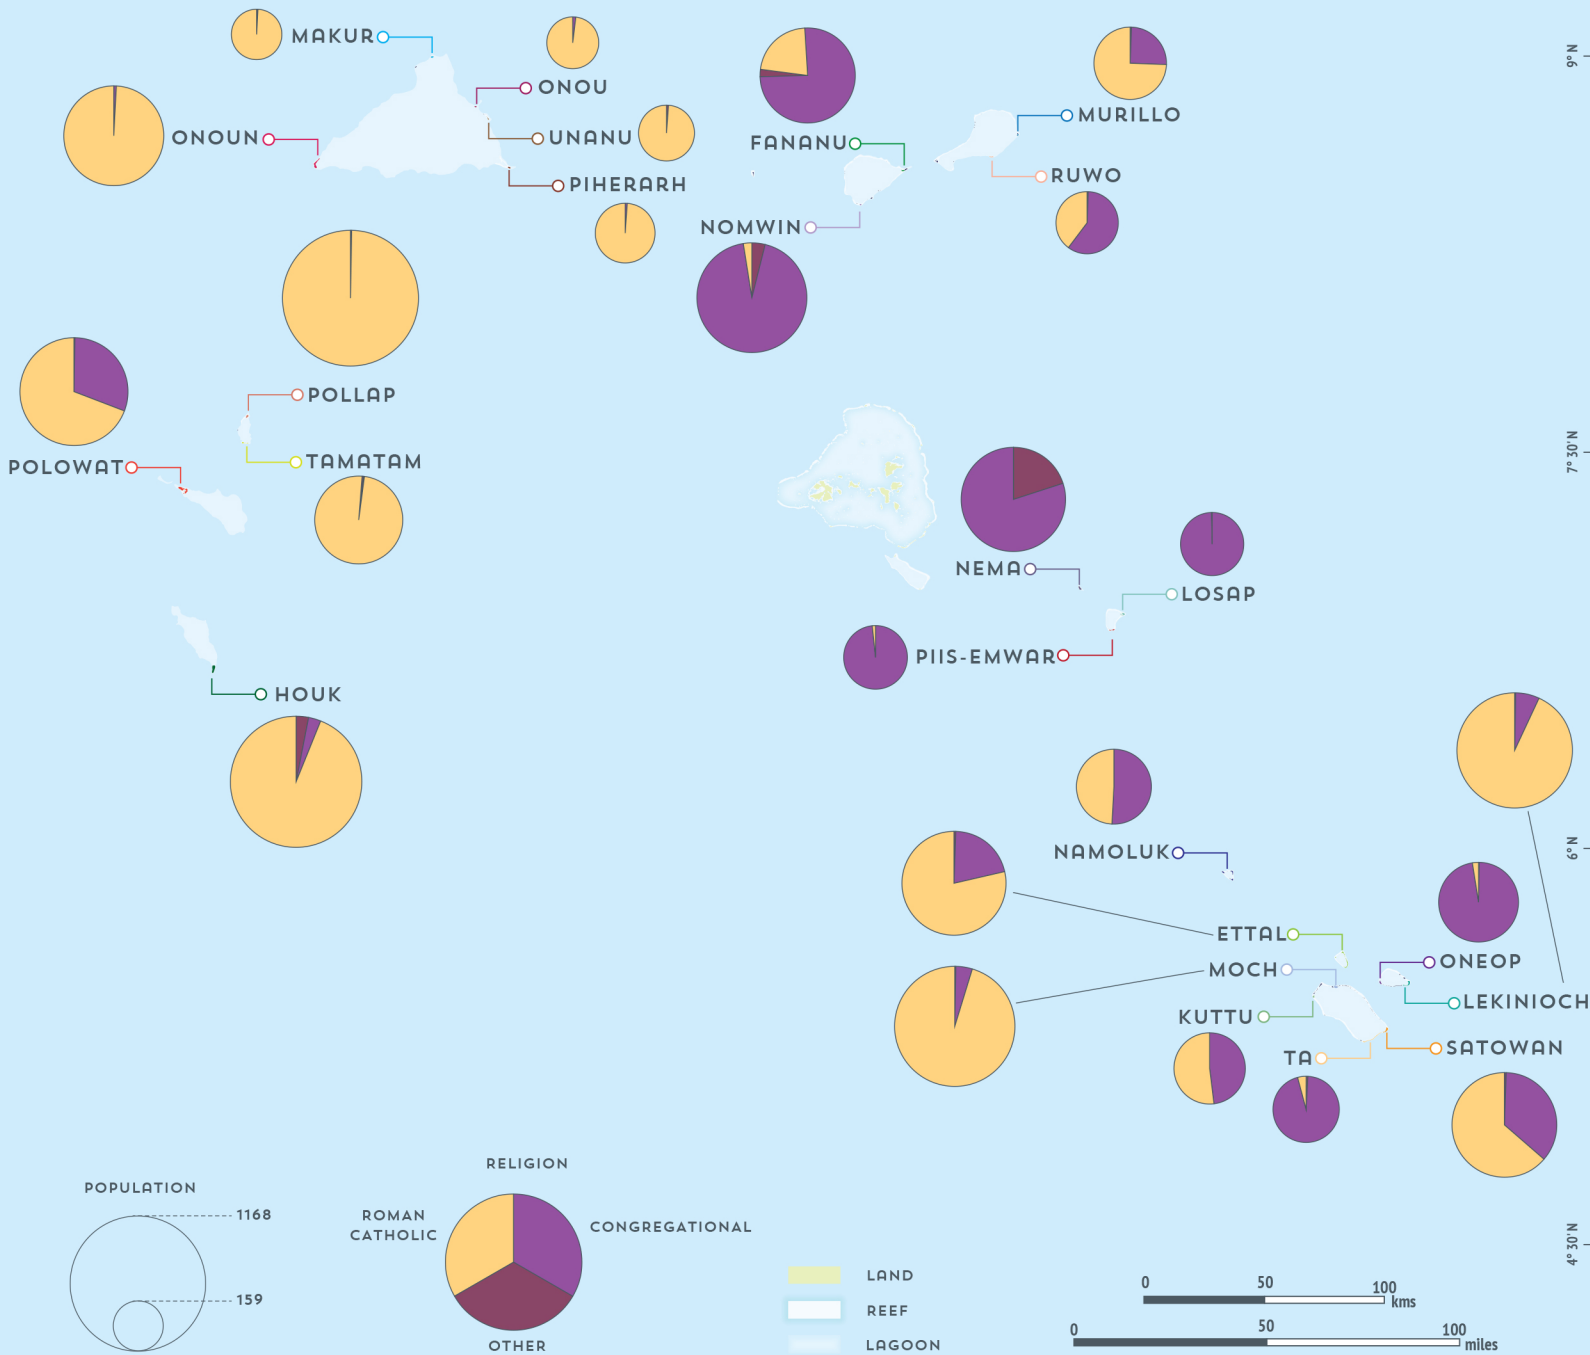 MAKUR
ONOU
ONOUN
UNANU
PIHERARH
FANANU
MURILLO
RUWO
NOMWIN
POLLAP
POLOWAT
TAMATAM
HOUK
NEMA
LOSAP
PIIS-EMWAR
NAMOLUK
ETTAL
MOCH
ONEOP
LEKINIOCH
KUTTU
TA
SATOWAN
9°N
7°30'N
6°N
4°30'N
POPULATION
1168
159
RELIGION
ROMAN
CATHOLIC
CONGREGATIONAL
OTHER
LAND
REEF
LAGOON
0 50 100
kms
0 50 100
miles